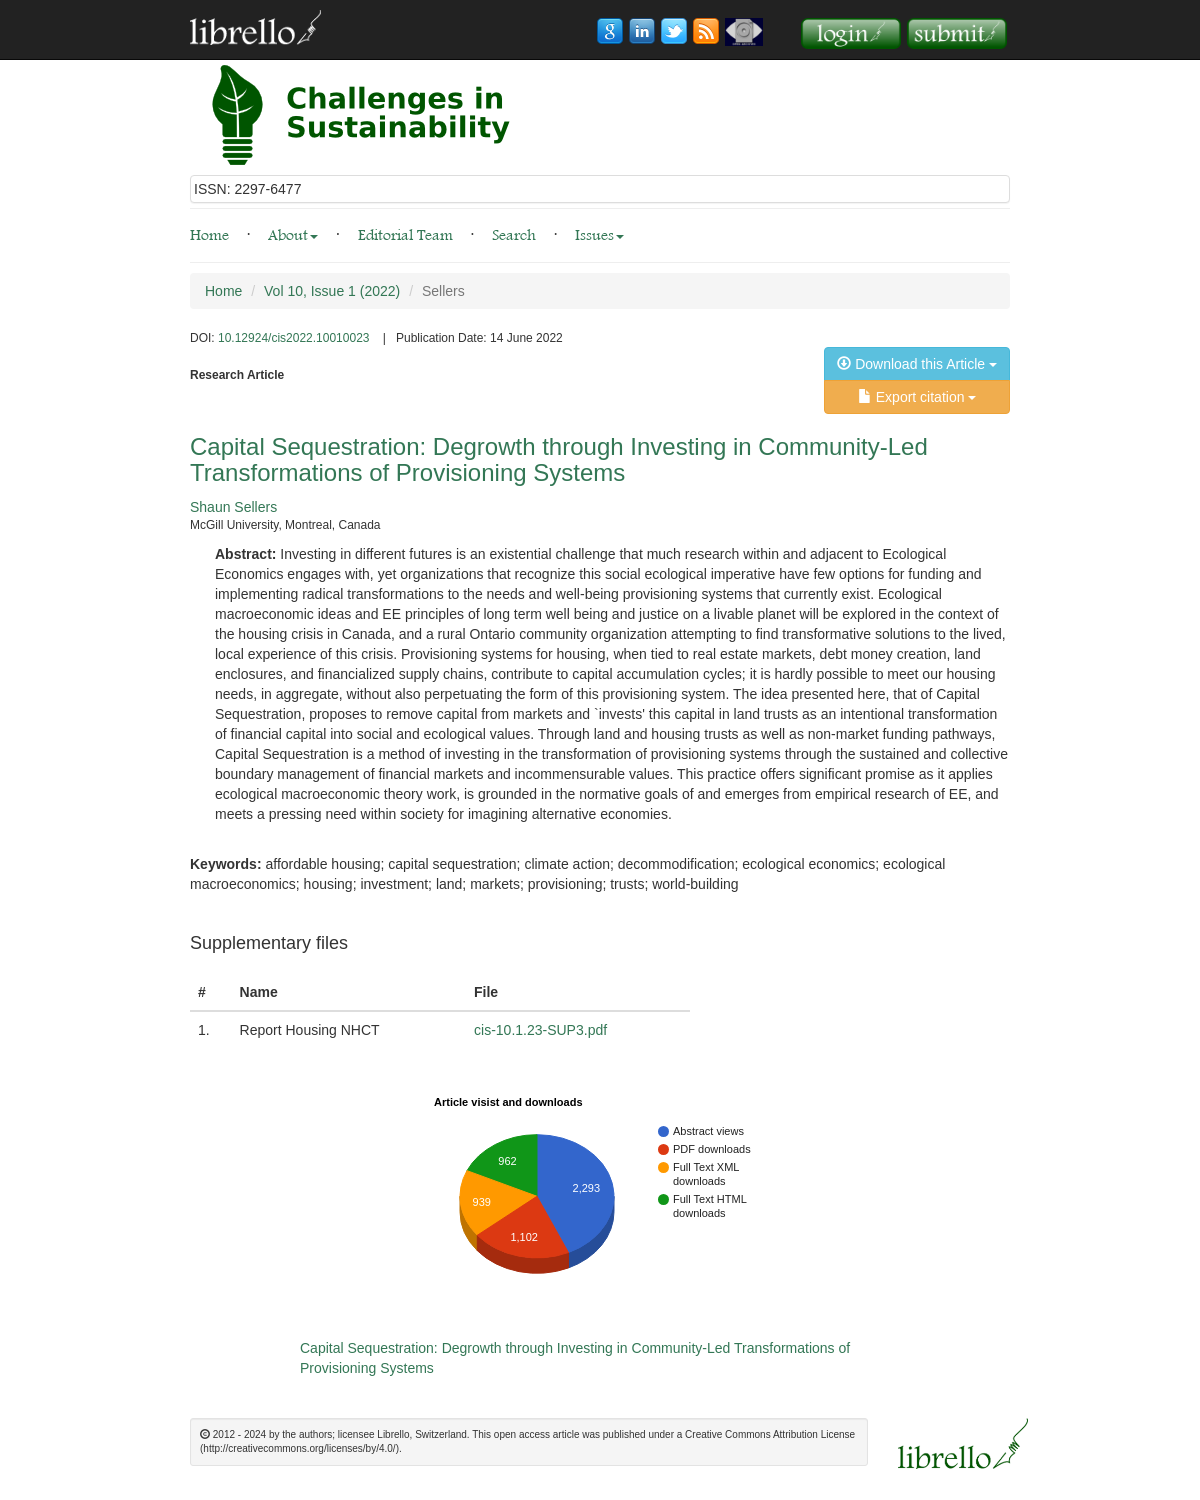 librello
login
submit
Challenges in
Sustainability
ISSN: 2297-6477
Home · About · Editorial Team · Search · Issues
Home / Vol 10, Issue 1 (2022) / Sellers
DOI: 10.12924/cis2022.10010023 | Publication Date: 14 June 2022
Download this Article
Research Article
Export citation
Capital Sequestration: Degrowth through Investing in Community-Led
Transformations of Provisioning Systems
Shaun Sellers
McGill University, Montreal, Canada
Abstract: Investing in different futures is an existential challenge that much research within and adjacent to Ecological
Economics engages with, yet organizations that recognize this social ecological imperative have few options for funding and
implementing radical transformations to the needs and well-being provisioning systems that currently exist. Ecological
macroeconomic ideas and EE principles of long term well being and justice on a livable planet will be explored in the context of
the housing crisis in Canada, and a rural Ontario community organization attempting to find transformative solutions to the lived,
local experience of this crisis. Provisioning systems for housing, when tied to real estate markets, debt money creation, land
enclosures, and financialized supply chains, contribute to capital accumulation cycles; it is hardly possible to meet our housing
needs, in aggregate, without also perpetuating the form of this provisioning system. The idea presented here, that of Capital
Sequestration, proposes to remove capital from markets and `invests' this capital in land trusts as an intentional transformation
of financial capital into social and ecological values. Through land and housing trusts as well as non-market funding pathways,
Capital Sequestration is a method of investing in the transformation of provisioning systems through the sustained and collective
boundary management of financial markets and incommensurable values. This practice offers significant promise as it applies
ecological macroeconomic theory work, is grounded in the normative goals of and emerges from empirical research of EE, and
meets a pressing need within society for imagining alternative economies.
Keywords: affordable housing; capital sequestration; climate action; decommodification; ecological economics; ecological
macroeconomics; housing; investment; land; markets; provisioning; trusts; world-building
Supplementary files
# Name File
1. Report Housing NHCT cis-10.1.23-SUP3.pdf
Article visist and downloads
Abstract views
PDF downloads
Full Text XML
downloads
Full Text HTML
downloads
962
2,293
939
1,102
Capital Sequestration: Degrowth through Investing in Community-Led Transformations of
Provisioning Systems
© 2012 - 2024 by the authors; licensee Librello, Switzerland. This open access article was published under a Creative Commons Attribution License
(http://creativecommons.org/licenses/by/4.0/).
librello